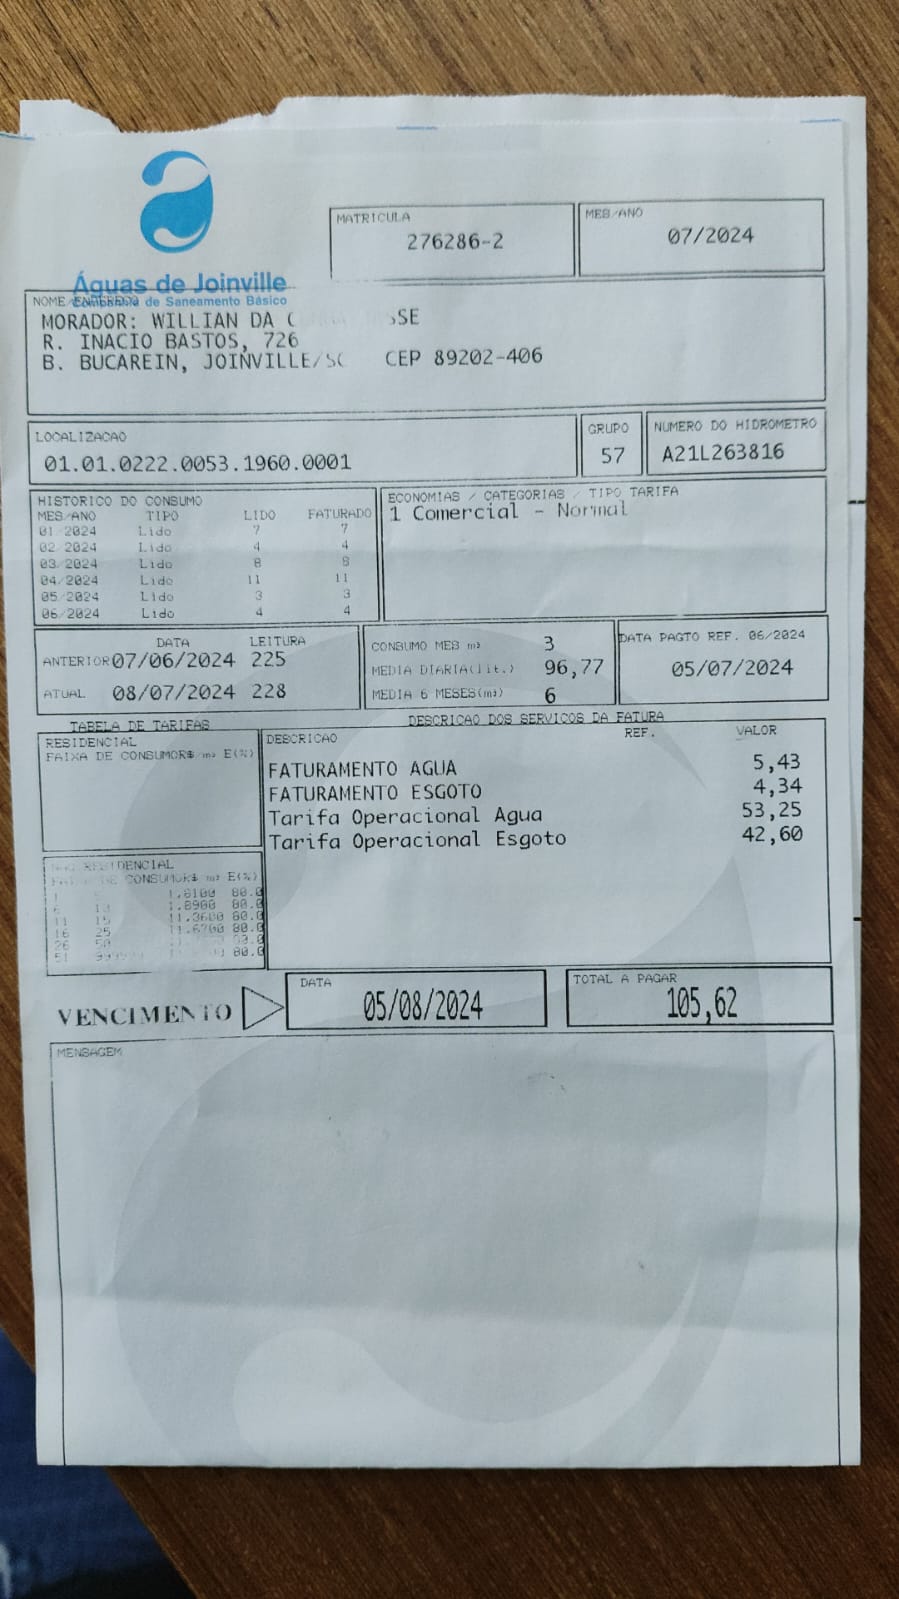 MATRICULA
276286-2
MES/ANO
07/2024
Águas de Joinville
de Saneamento Básico
NOME/ENDERECO
MORADOR: WILLIAN DA
R. INACIO BASTOS, 726
B. BUCAREIN, JOINVILLE/SC CEP 89202-406
LOCALIZACAO
01.01.0222.0053.1960.0001
GRUPO
57
NUMERO DO HIDROMETRO
A21L263816
HISTORICO DO CONSUMO
MES/ANO TIPO LIDO FATURADO
01/2024 Lido 7 7
02/2024 Lido 4 4
03/2024 Lido 8 8
04/2024 Lido 11 11
05/2024 Lido 3 3
06/2024 Lido 4 4
ECONOMIAS / CATEGORIAS / TIPO TARIFA
1 Comercial - Normal
DATA LEITURA
ANTERIOR 07/06/2024 225
ATUAL 08/07/2024 228
CONSUMO MES m³ 3
MEDIA DIARIA(lit.) 96,77
MEDIA 6 MESES(m³) 6
DATA PAGTO REF. 06/2024
05/07/2024
TABELA DE TARIFAS
RESIDENCIAL
FAIXA DE CONSUMO R$ m³ E(%)
RESIDENCIAL
DE CONSUMO R$ m³ E(%)
1.8100 80.0
1.8900 80.0
11 15 11.3600 80.0
16 25 11.6700 80.0
26 50
51 80.0
DESCRICAO DOS SERVICOS DA FATURA
DESCRICAO REF. VALOR
FATURAMENTO AGUA 5,43
FATURAMENTO ESGOTO 4,34
Tarifa Operacional Agua 53,25
Tarifa Operacional Esgoto 42,60
VENCIMENTO
DATA
05/08/2024
TOTAL A PAGAR
105,62
MENSAGEM